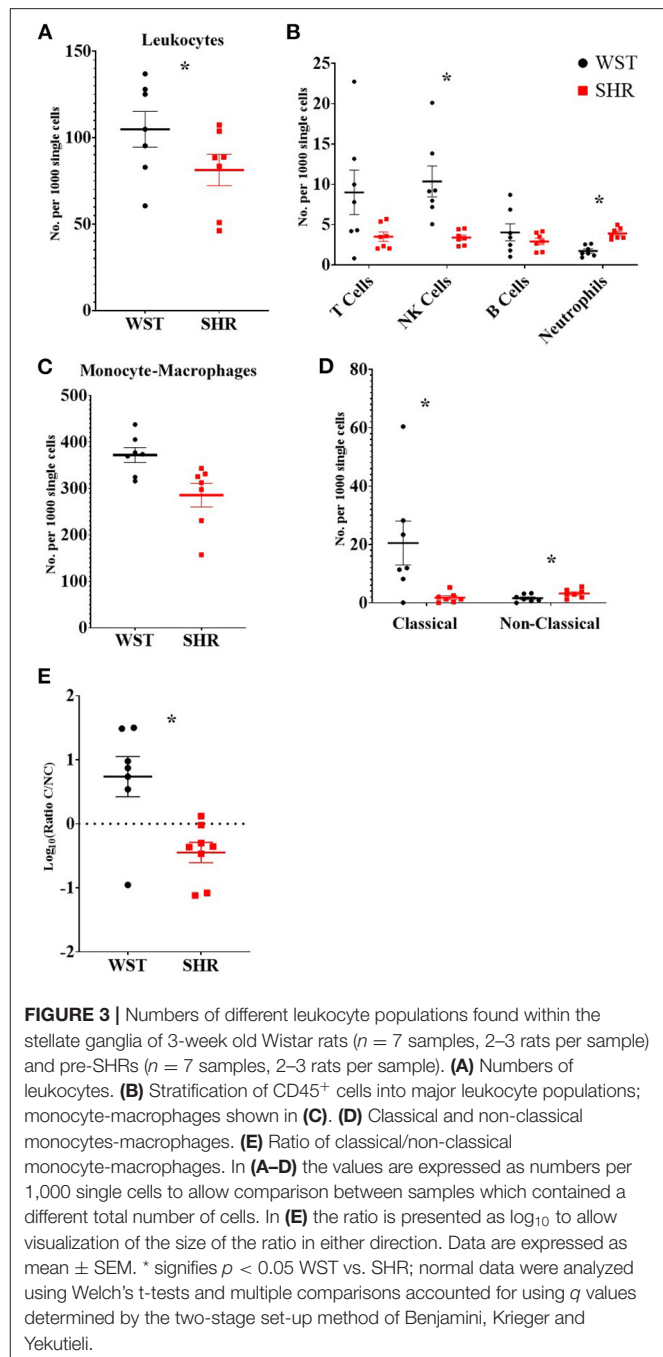 A
Leukocytes
No. per 1000 single cells
150
100
50
0
*
WST
SHR
B
WST
SHR
No. per 1000 single cells
25
20
15
10
5
0
*
*
T Cells
NK Cells
B Cells
Neutrophils
C
Monocyte-Macrophages
No. per 1000 single cells
500
400
300
200
100
0
WST
SHR
D
No. per 1000 single cells
80
60
40
20
0
*
*
Classical
Non-Classical
E
Log10(Ratio C/NC)
2
1
0
-1
-2
*
WST
SHR
FIGURE 3 | Numbers of different leukocyte populations found within the
stellate ganglia of 3-week old Wistar rats (n = 7 samples, 2–3 rats per sample)
and pre-SHRs (n = 7 samples, 2–3 rats per sample). (A) Numbers of
leukocytes. (B) Stratification of CD45+ cells into major leukocyte populations;
monocyte-macrophages shown in (C). (D) Classical and non-classical
monocytes-macrophages. (E) Ratio of classical/non-classical
monocyte-macrophages. In (A–D) the values are expressed as numbers per
1,000 single cells to allow comparison between samples which contained a
different total number of cells. In (E) the ratio is presented as log10 to allow
visualization of the size of the ratio in either direction. Data are expressed as
mean ± SEM. * signifies p < 0.05 WST vs. SHR; normal data were analyzed
using Welch's t-tests and multiple comparisons accounted for using q values
determined by the two-stage set-up method of Benjamini, Krieger and
Yekutieli.